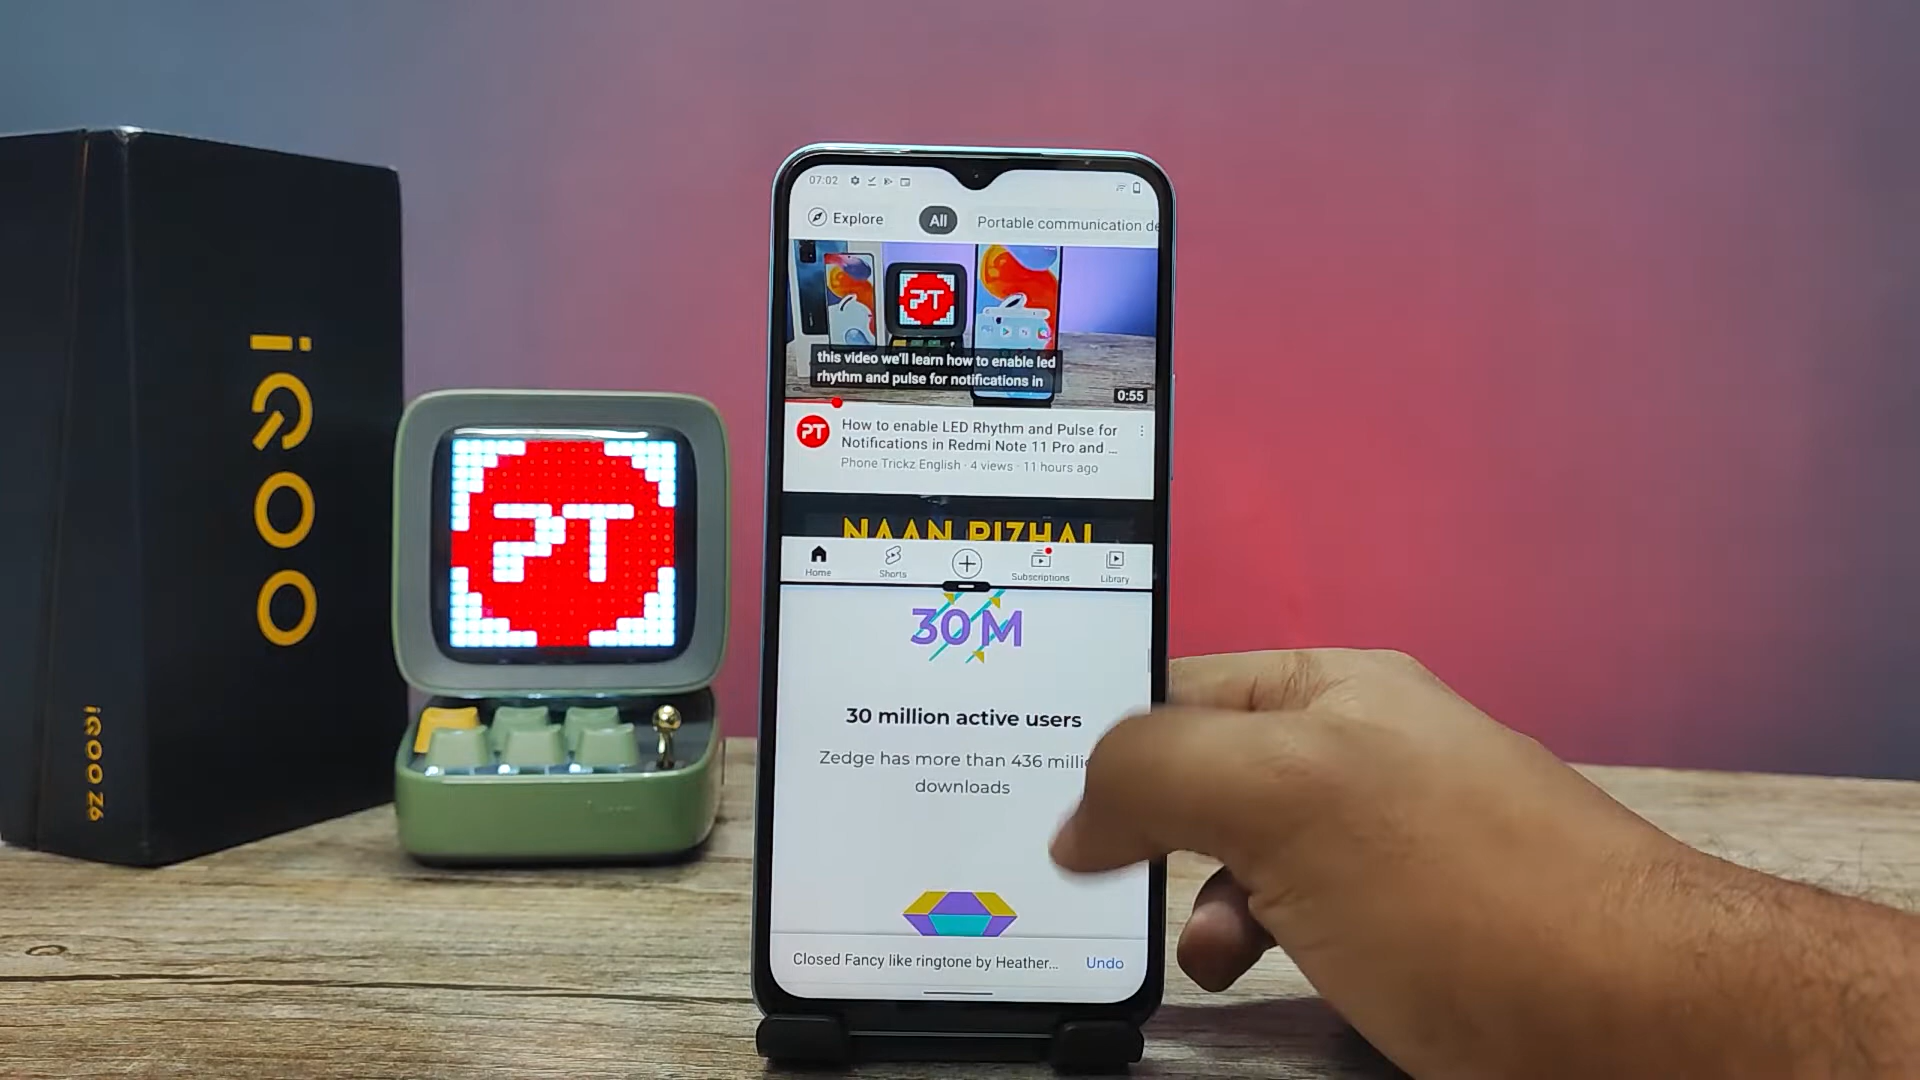 iQOO
iQOO Z6
PT
07:02
Explore
All
Portable communication de
PT
this video we'll learn how to enable led
rhythm and pulse for notifications in
0:55
PT
How to enable LED Rhythm and Pulse for
Notifications in Redmi Note 11 Pro and ...
Phone Trickz English · 4 views · 11 hours ago
NAAN PIZHAI
Home
Shorts
Subscriptions
Library
30M
30 million active users
Zedge has more than 436 millio
downloads
Closed Fancy like ringtone by Heather...
Undo